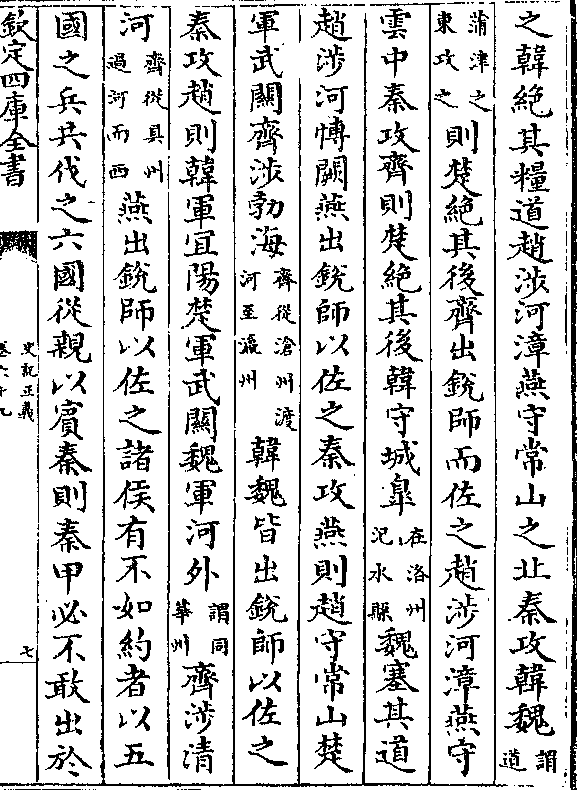 之韓絶其糧道趙涉河漳燕守常山之北秦攻韓魏謂道
蒲津之東攻之則楚絶其後齊出銳師而佐之趙涉河漳燕守
雲中秦攻齊則楚絶其後韓守城臯在洛州汜水縣魏塞其道
趙涉河慱關燕出銳師以佐之秦攻燕則趙守常山楚
軍武關齊涉勃海齊從滄州渡河至瀛州韓魏皆出銳師以佐之
秦攻趙則韓軍宜陽楚軍武關魏軍河外謂同華州齊涉清
河齊從貝州過河而西燕出銳師以佐之諸侯有不如約者以五
國之兵共伐之六國從親以賓秦則秦甲必不敢出於
欽定四庫全書
史記正義
卷六十九
七